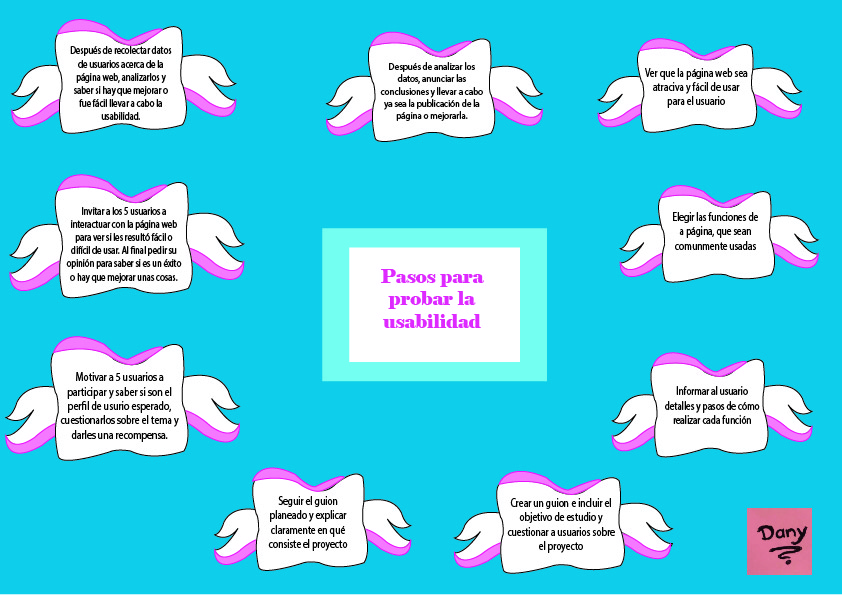 Después de recolectar datos
de usuarios acerca de la
página web, analizarlos y
saber si hay que mejorar o
fue fácil llevar a cabo la
usabilidad.
Después de analizar los
datos, anunciar las
conclusiones y llevar a cabo
ya sea la publicación de la
página o mejorarla.
Ver que la página web sea
atraciva y fácil de usar
para el usuario
Invitar a los 5 usuarios a
interactuar con la página web
para ver si les resultó fácil o
difícil de usar. Al final pedir su
opinión para saber si es un éxito
o hay que mejorar unas cosas.
Elegir las funciones de
a página, que sean
comunmente usadas
Pasos para
probar la
usabilidad
Motivar a 5 usuarios a
participar y saber si son el
perfil de usurio esperado,
cuestionarlos sobre el tema y
darles una recompensa.
Informar al usuario
detalles y pasos de cómo
realizar cada función
Seguir el guion
planeado y explicar
claramente en qué
consiste el proyecto
Crear un guion e incluir el
objetivo de estudio y
cuestionar a usuarios sobre
el proyecto
Dany